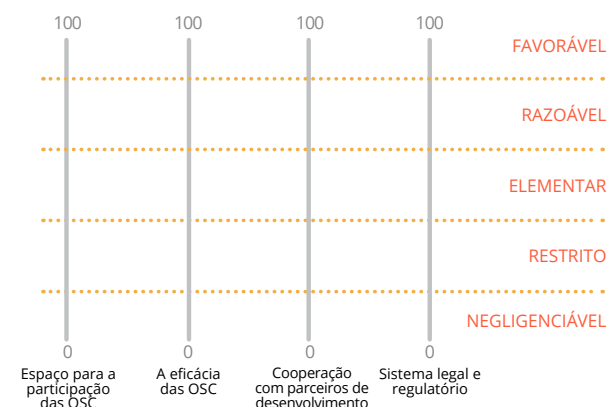 100 100 100 100
FAVORÁVEL
RAZOÁVEL
ELEMENTAR
RESTRITO
NEGLIGENCIÁVEL
0 0 0 0
Espaço para a
participação
das OSC
A eficácia
das OSC
Cooperação
com parceiros de
desenvolvimento
Sistema legal e
regulatório